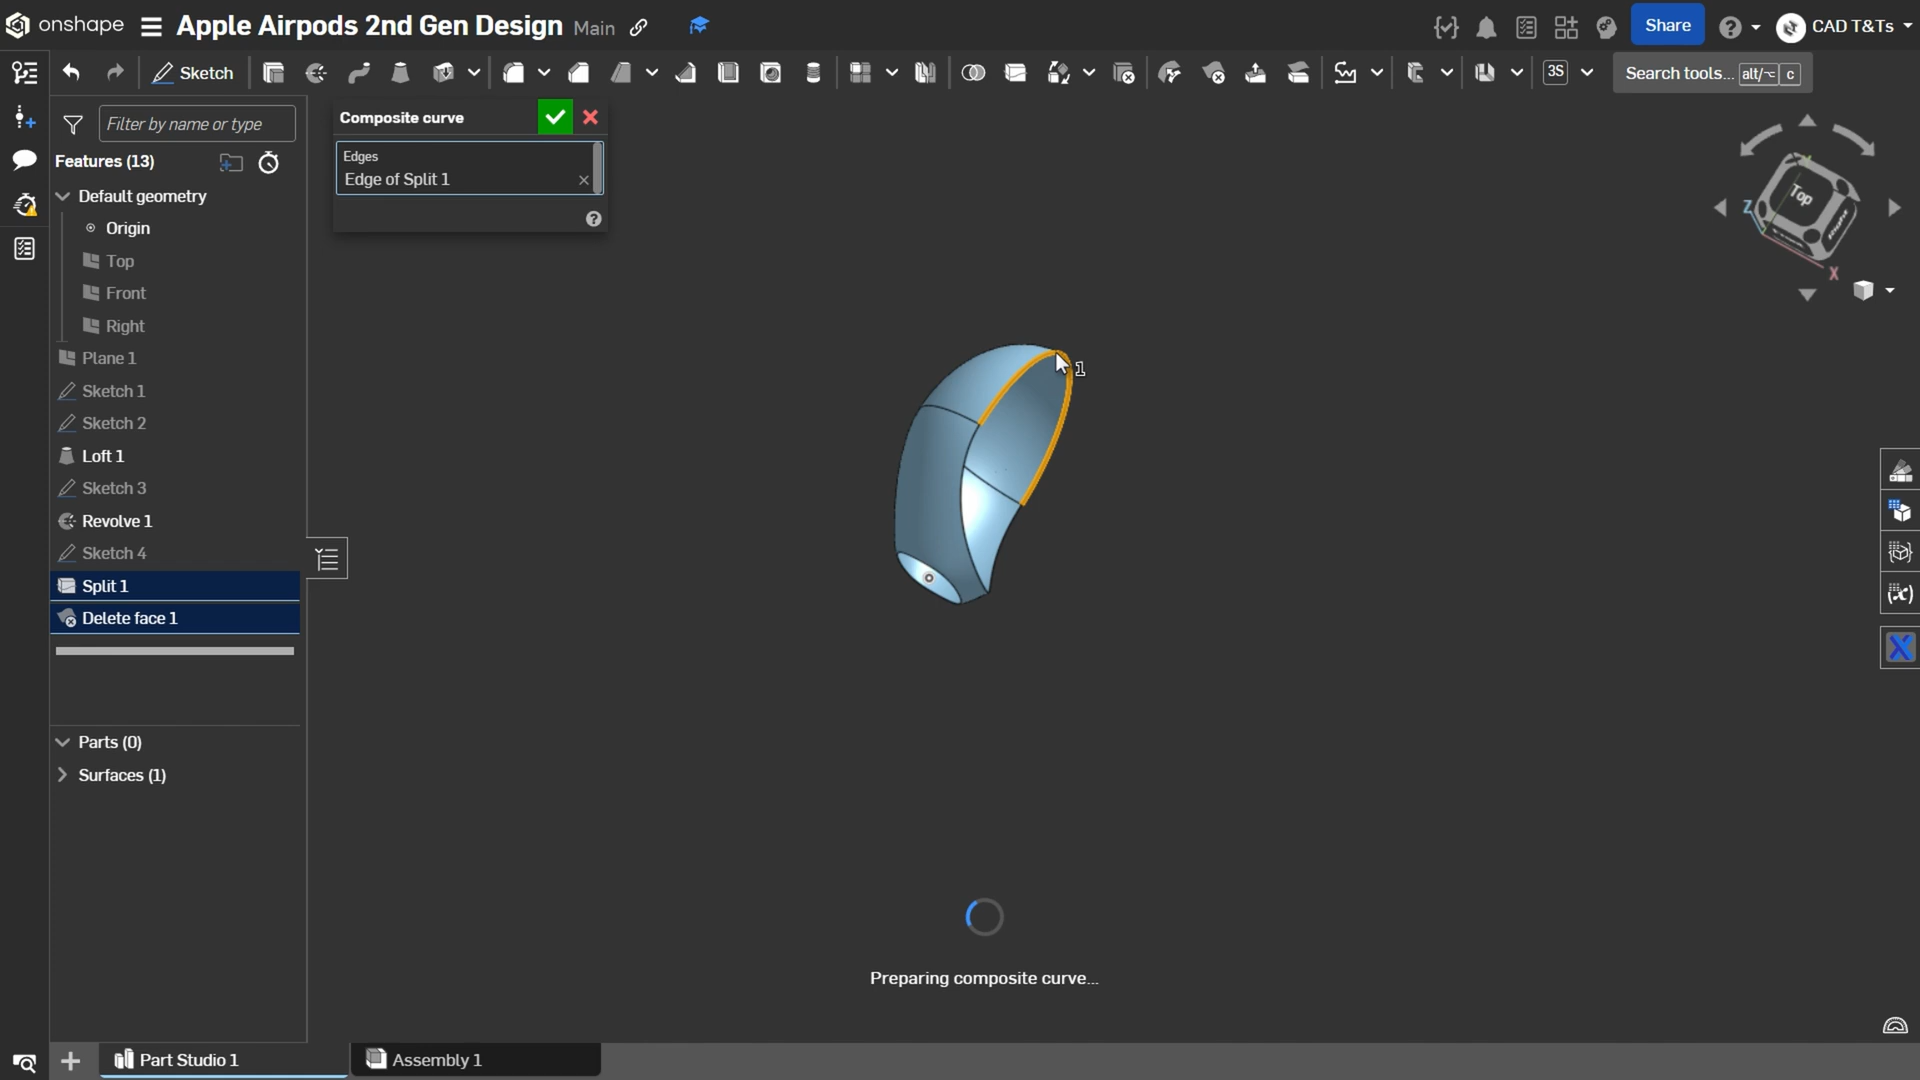 onshape Apple Airpods 2nd Gen Design Main Share CAD T&Ts
Sketch 3S Search tools... alt/⌥ c
Filter by name or type
Features (13)
Default geometry
Origin
Top
Front
Right
Plane 1
Sketch 1
Sketch 2
Loft 1
Sketch 3
Revolve 1
Sketch 4
Split 1
Delete face 1
Parts (0)
Surfaces (1)
Composite curve
Edges
Edge of Split 1
1
Top
Z
X
(x)
X
Preparing composite curve...
Part Studio 1 Assembly 1